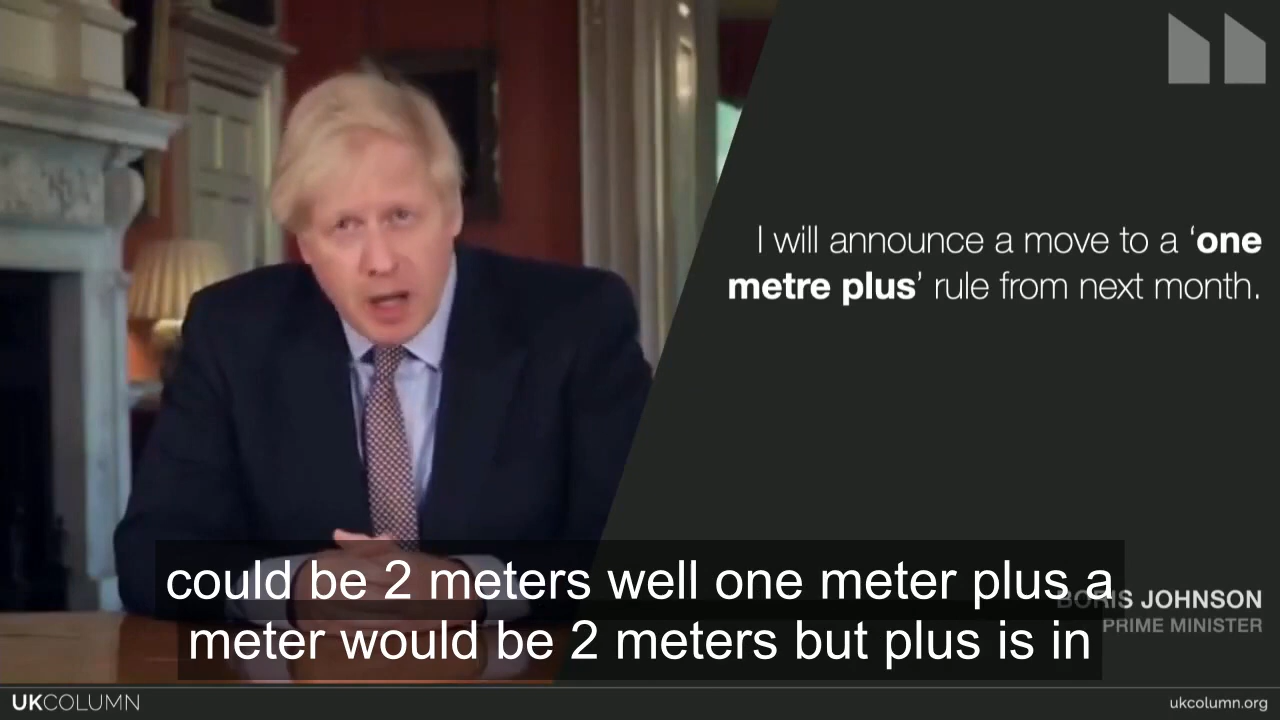 I will announce a move to a ‘one
metre plus’ rule from next month.
could be 2 meters well one meter plus a
meter would be 2 meters but plus is in
BORIS JOHNSON
PRIME MINISTER
UKCOLUMN
ukcolumn.org